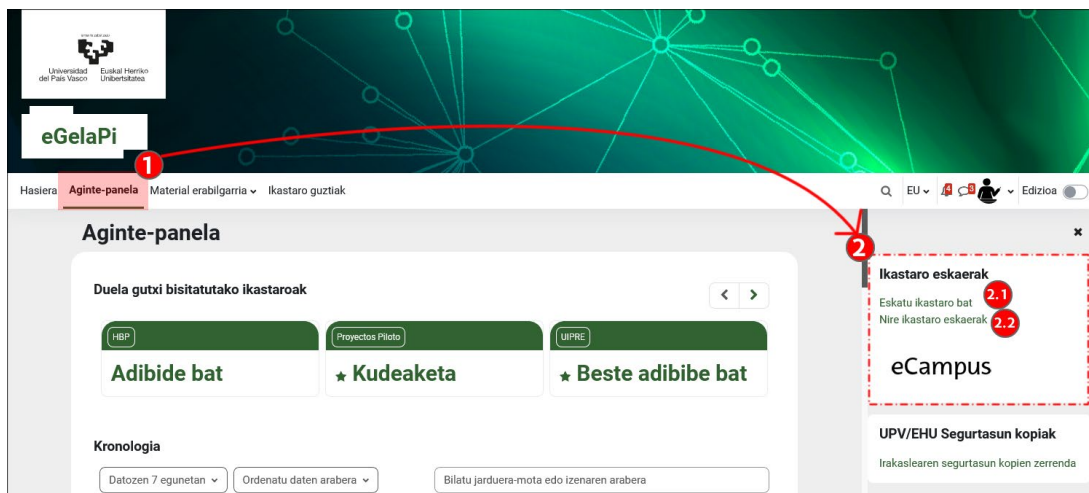 Universidad
del País Vasco
Euskal Herriko
Unibertsitatea
eGelaPi
1
Hasiera Aginte-panela Material erabilgarria Ikastaro guztiak
EU 4 3 Edizioa
Aginte-panela
2
Duela gutxi bisitatutako ikastaroak
HBP
Adibide bat
Proyectos Piloto
Kudeaketa
UIPRE
Beste adibibe bat
Kronologia
Datozen 7 egunetan
Ordenatu daten arabera
Bilatu jarduera-mota edo izenaren arabera
Ikastaro eskaerak
Eskatu ikastaro bat 2.1
Nire ikastaro eskaerak 2.2
eCampus
UPV/EHU Segurtasun kopiak
Irakaslearen segurtasun kopien zerrenda